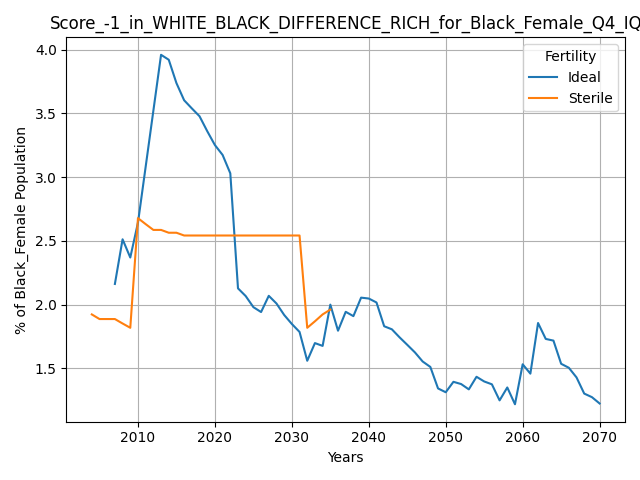 Score_-1_in_WHITE_BLACK_DIFFERENCE_RICH_for_Black_Female_Q4_IQ
Fertility
Ideal
Sterile
% of Black_Female Population
4.0
3.5
3.0
2.5
2.0
1.5
2010 2020 2030 2040 2050 2060 2070
Years